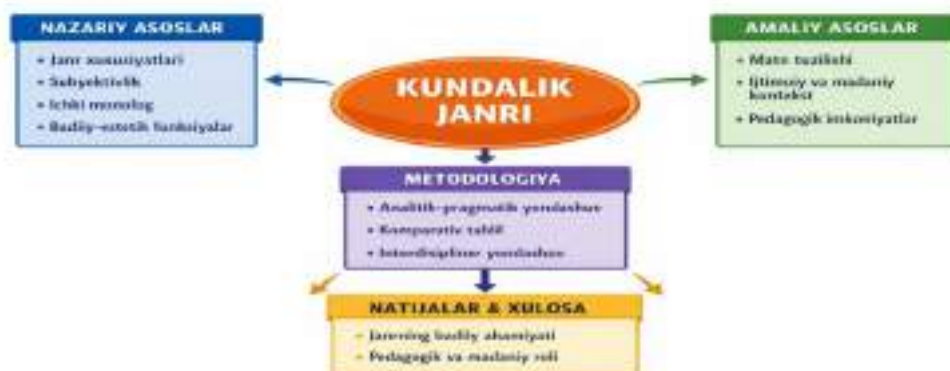 NAZARIY ASOSLAR
• Janr xususiyatlari
• Subyektivlik
• Ichki monolog
• Badiiy-estetik funksiyalar
KUNDALIK
JANRI
AMALIY ASOSLAR
• Matn tuzilishi
• Ijtimoiy va madaniy
kontekst
• Pedagogik imkoniyatlar
METODOLOGIYA
• Analitik-pragmatik yondashuv
• Komparativ tahlil
• Interdisipliner yondashuv
NATIJALAR & XULOSA
• Janrning badiiy ahamiyati
• Pedagogik va madaniy roli